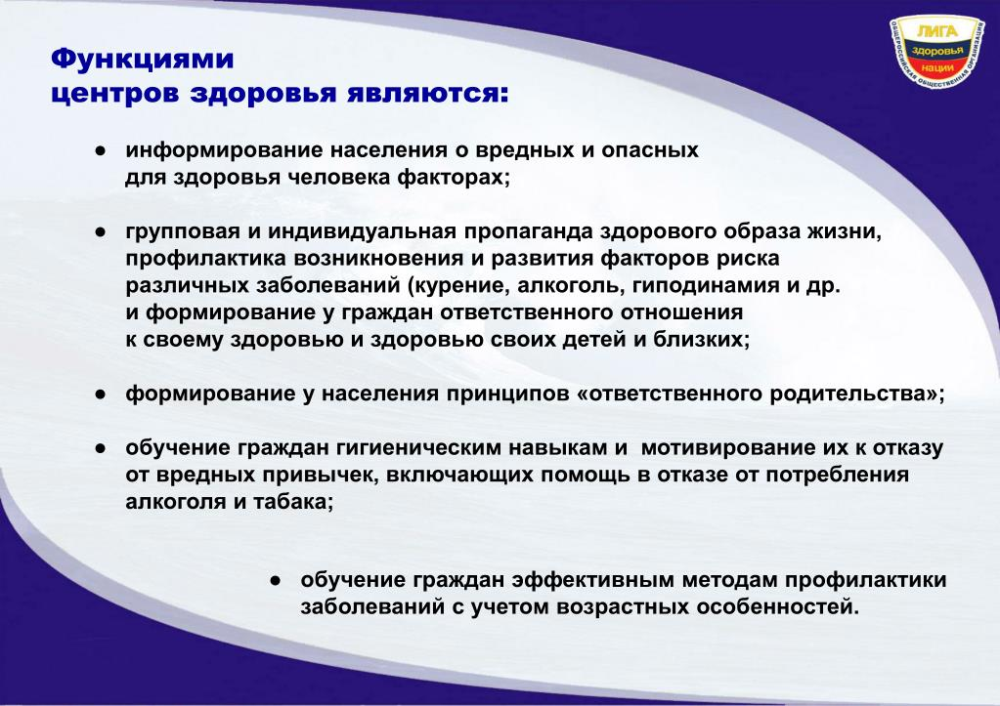 Функциями
центров здоровья являются:
● информирование населения о вредных и опасных
для здоровья человека факторах;
● групповая и индивидуальная пропаганда здорового образа жизни,
профилактика возникновения и развития факторов риска
различных заболеваний (курение, алкоголь, гиподинамия и др.
и формирование у граждан ответственного отношения
к своему здоровью и здоровью своих детей и близких;
● формирование у населения принципов «ответственного родительства»;
● обучение граждан гигиеническим навыкам и  мотивирование их к отказу
от вредных привычек, включающих помощь в отказе от потребления
алкоголя и табака;
● обучение граждан эффективным методам профилактики
заболеваний с учетом возрастных особенностей.
ЛИГА
здоровья
нации
ОБЩЕРОССИЙСКАЯ ОБЩЕСТВЕННАЯ ОРГАНИЗАЦИЯ